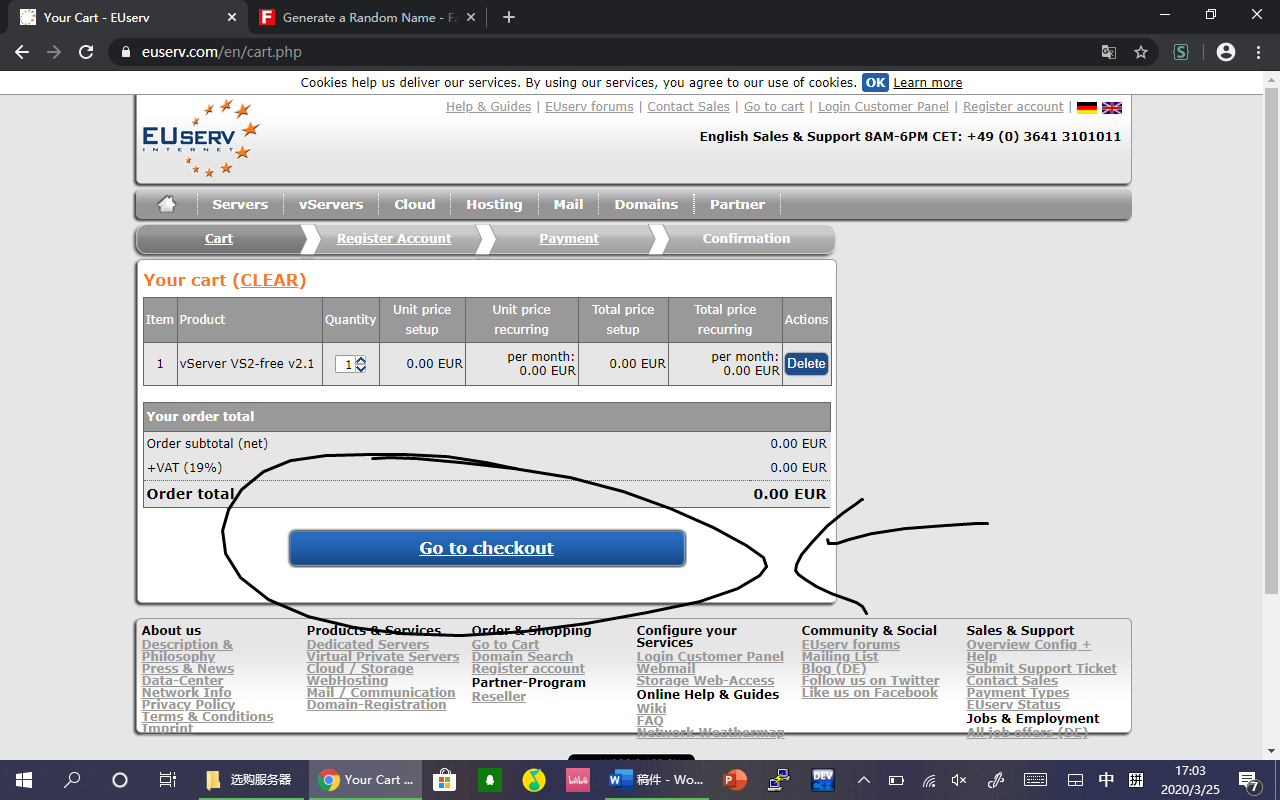 Your Cart - EUserv
Generate a Random Name - Fa
euserv.com/en/cart.php
Cookies help us deliver our services. By using our services, you agree to our use of cookies. OK Learn more
Help & Guides | EUserv forums | Contact Sales | Go to cart | Login Customer Panel | Register account |
EUSERV
INTERNET
English Sales & Support 8AM-6PM CET: +49 (0) 3641 3101011
Servers vServers Cloud Hosting Mail Domains Partner
Cart Register Account Payment Confirmation
Your cart (CLEAR)
Item Product Quantity Unit price setup Unit price recurring Total price setup Total price recurring Actions
1 vServer VS2-free v2.1 1 0.00 EUR per month: 0.00 EUR 0.00 EUR per month: 0.00 EUR Delete
Your order total
Order subtotal (net) 0.00 EUR
+VAT (19%) 0.00 EUR
Order total 0.00 EUR
Go to checkout
About us
Description &
Philosophy
Press & News
Data-Center
Network Info
Privacy Policy
Terms & Conditions
Imprint
Products & Services
Dedicated Servers
Virtual Private Servers
Cloud / Storage
WebHosting
Mail / Communication
Domain-Registration
Order & Shopping
Go to Cart
Domain Search
Register account
Partner-Program
Reseller
Configure your
Services
Login Customer Panel
Webmail
Storage Web-Access
Online Help & Guides
Wiki
FAQ
Network Weathermap
Community & Social
EUserv forums
Mailing List
Blog (DE)
Follow us on Twitter
Like us on Facebook
Sales & Support
Overview Config +
Help
Submit Support Ticket
Contact Sales
Payment Types
EUserv Status
Jobs & Employment
All job offers (DE)
选购服务器
Your Cart ...
稿件 - Wo...
DEV
中
拼
17:03
2020/3/25
7